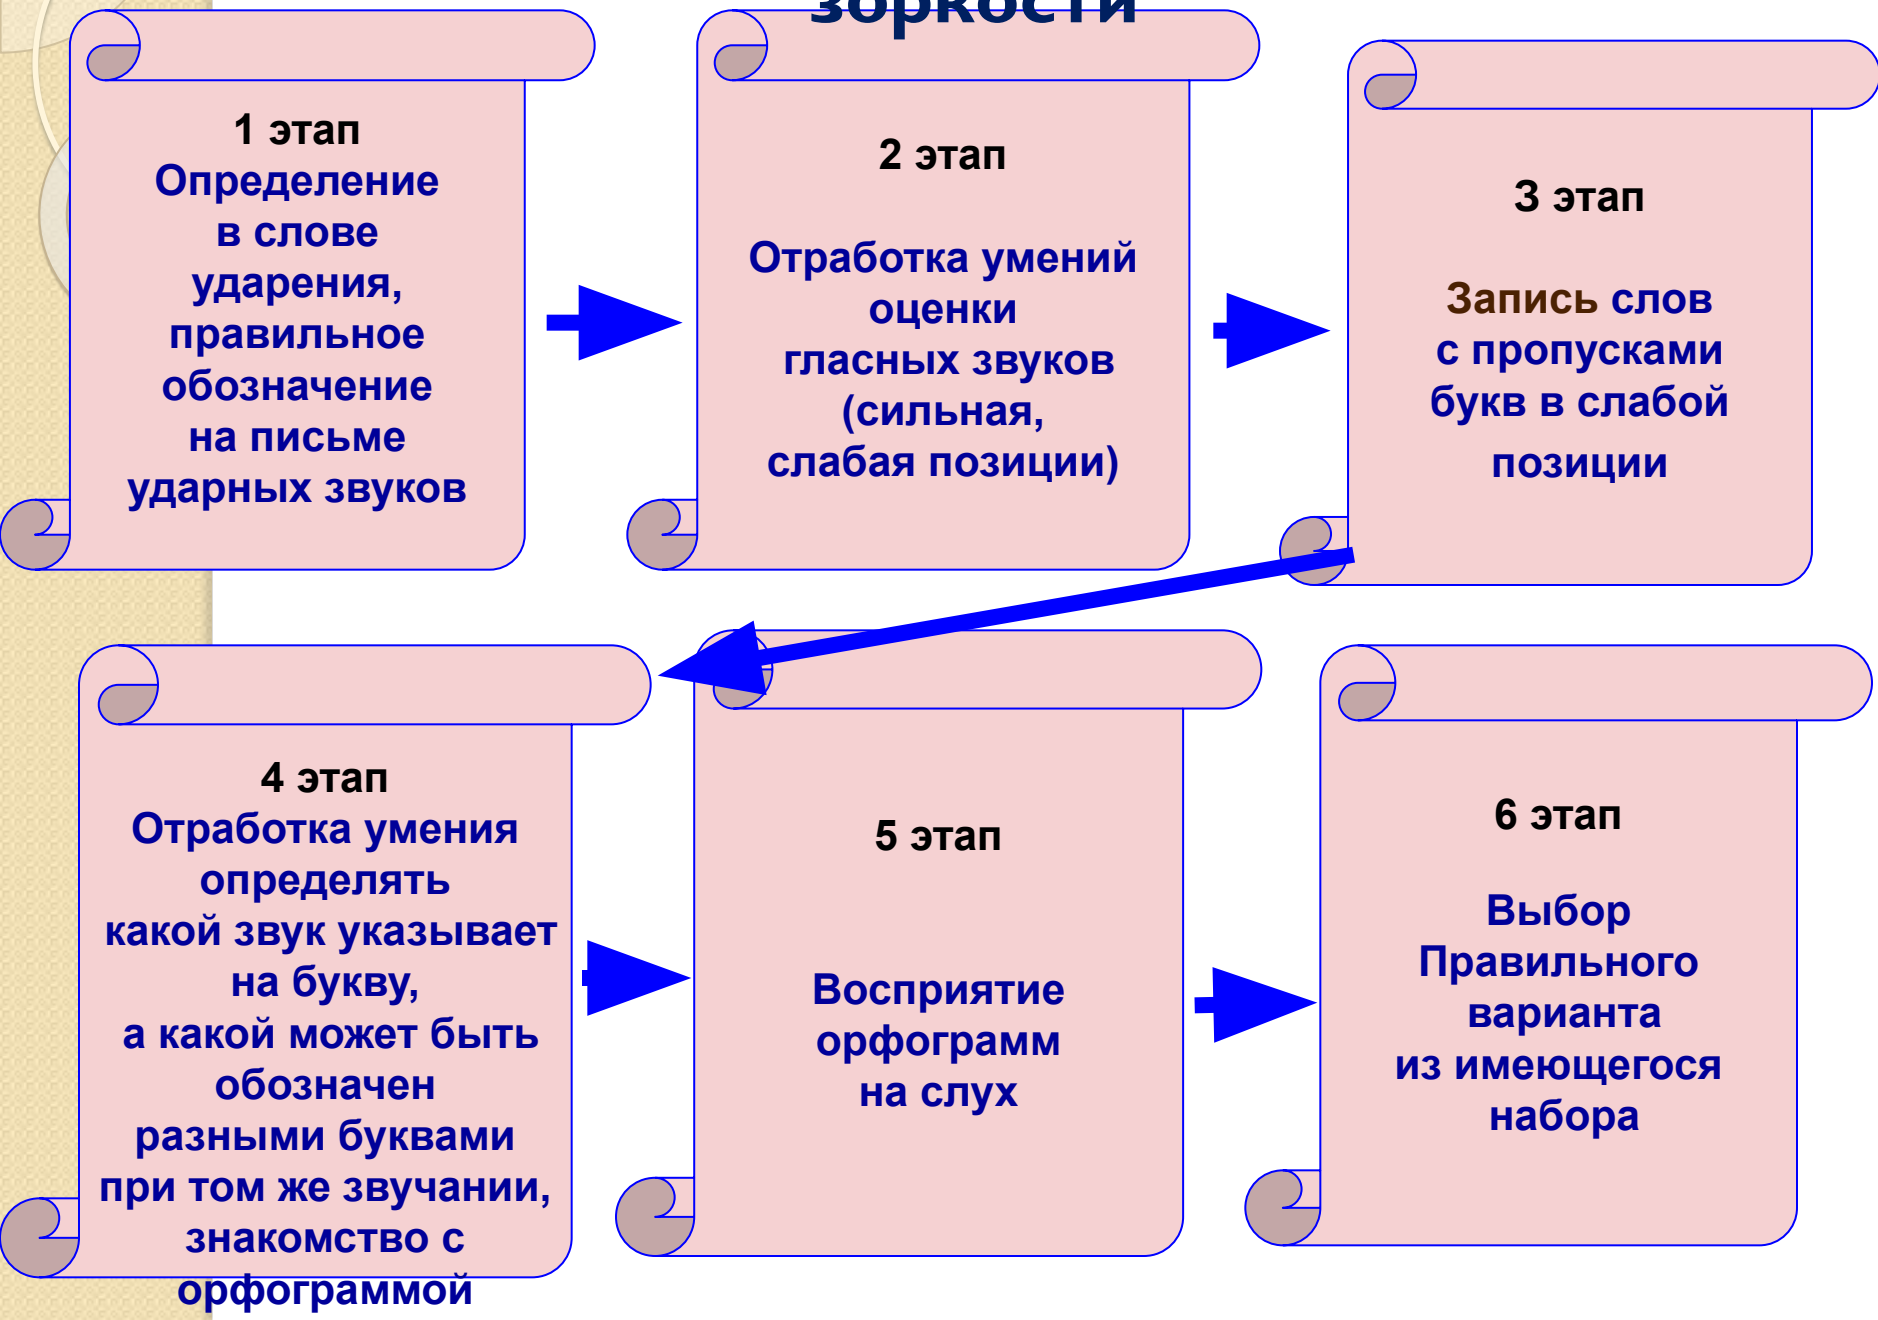 зоркости
1 этап
Определение
в слове
ударения,
правильное
обозначение
на письме
ударных звуков
2 этап
Отработка умений
оценки
гласных звуков
(сильная,
слабая позиции)
3 этап
Запись слов
с пропусками
букв в слабой
позиции
4 этап
Отработка умения
определять
какой звук указывает
на букву,
а какой может быть
обозначен
разными буквами
при том же звучании,
знакомство с
орфограммой
5 этап
Восприятие
орфограмм
на слух
6 этап
Выбор
Правильного
варианта
из имеющегося
набора